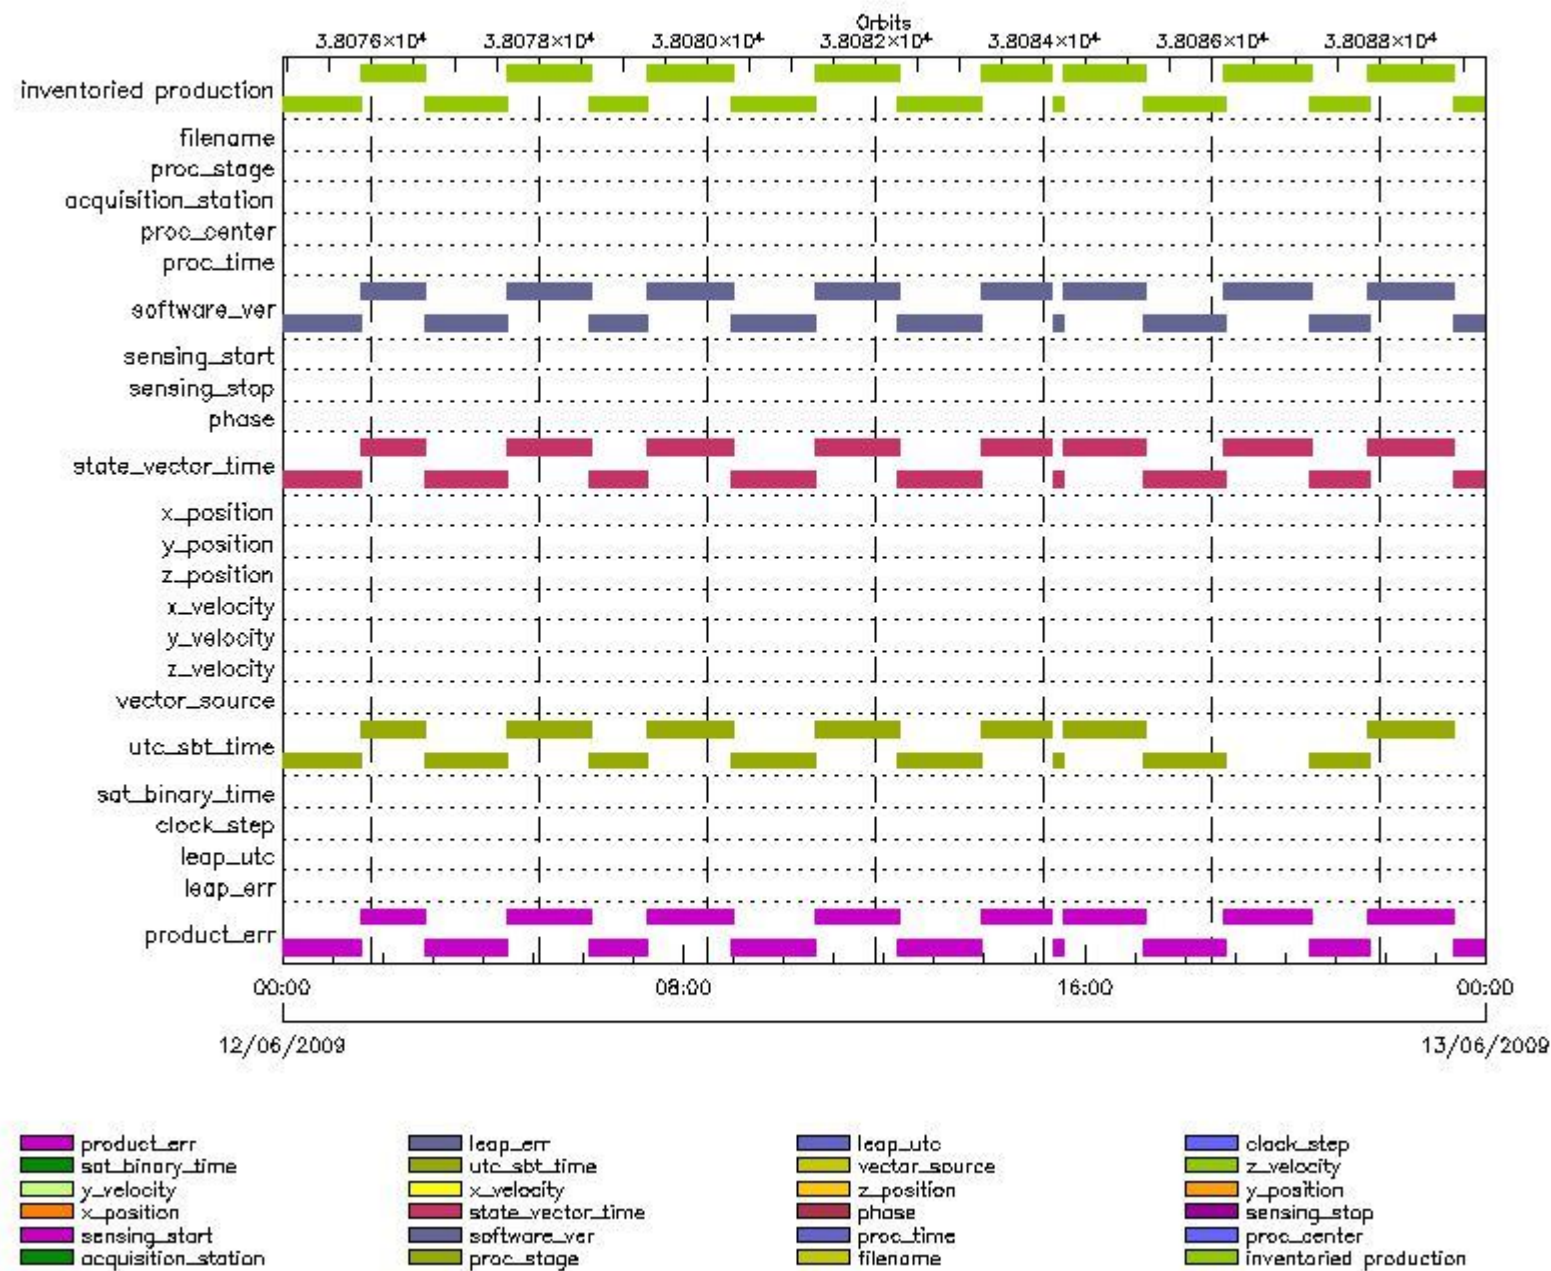 Orbits
3.8076×10⁴ 3.8078×10⁴ 3.8080×10⁴ 3.8082×10⁴ 3.8084×10⁴ 3.8086×10⁴ 3.8088×10⁴
inventoried production
filename
proc_stage
acquisition_station
proc_center
proc_time
software_ver
sensing_start
sensing_stop
phase
state_vector_time
x_position
y_position
z_position
x_velocity
y_velocity
z_velocity
vector_source
utc_sbt_time
sat_binary_time
clock_step
leap_utc
leap_err
product_err
00:00 08:00 16:00 00:00
12/06/2009 13/06/2009
product_err leap_err leap_utc clock_step
sat_binary_time utc_sbt_time vector_source z_velocity
y_velocity x_velocity z_position y_position
x_position state_vector_time phase sensing_stop
sensing_start software_ver proc_time proc_center
acquisition_station proc_stage filename inventoried production